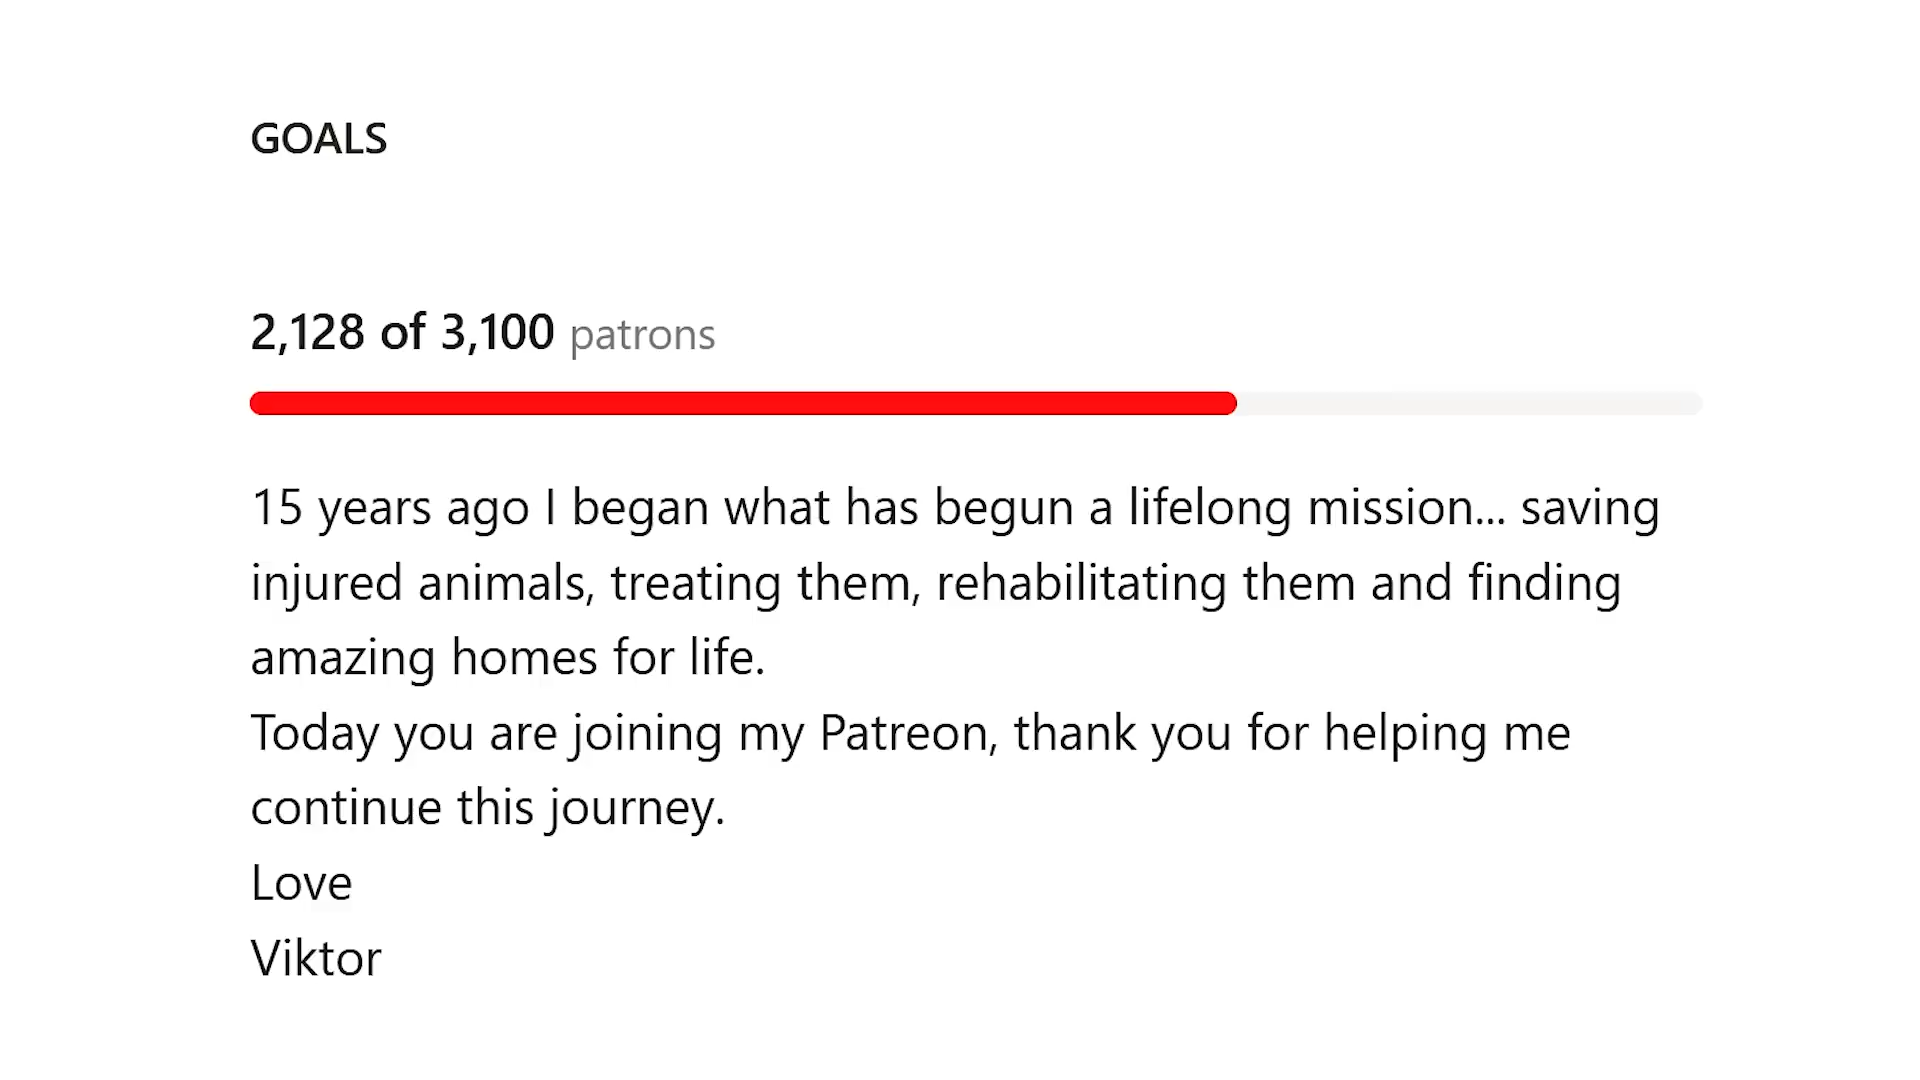 GOALS
2,128 of 3,100 patrons
15 years ago I began what has begun a lifelong mission... saving
injured animals, treating them, rehabilitating them and finding
amazing homes for life.
Today you are joining my Patreon, thank you for helping me
continue this journey.
Love
Viktor